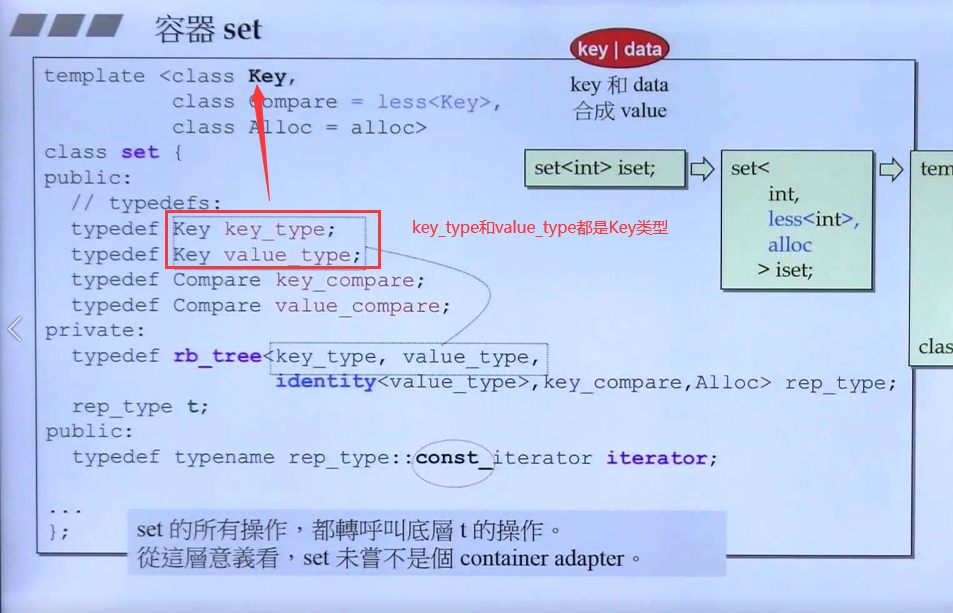 容器 set
key | data
key 和 data
合成 value
template <class Key,
class Compare = less<Key>,
class Alloc = alloc>
class set {
public:
// typedefs:
typedef Key key_type;
typedef Key value_type;
typedef Compare key_compare;
typedef Compare value_compare;
private:
typedef rb_tree<key_type, value_type,
identity<value_type>,key_compare,Alloc> rep_type;
rep_type t;
public:
typedef typename rep_type::const_iterator iterator;
...
};
key_type和value_type都是Key类型
set<int> iset;
set<
int,
less<int>,
alloc
> iset;
tem
clas
set 的所有操作，都轉呼叫底層 t 的操作。
從這層意義看，set 未嘗不是個 container adapter。